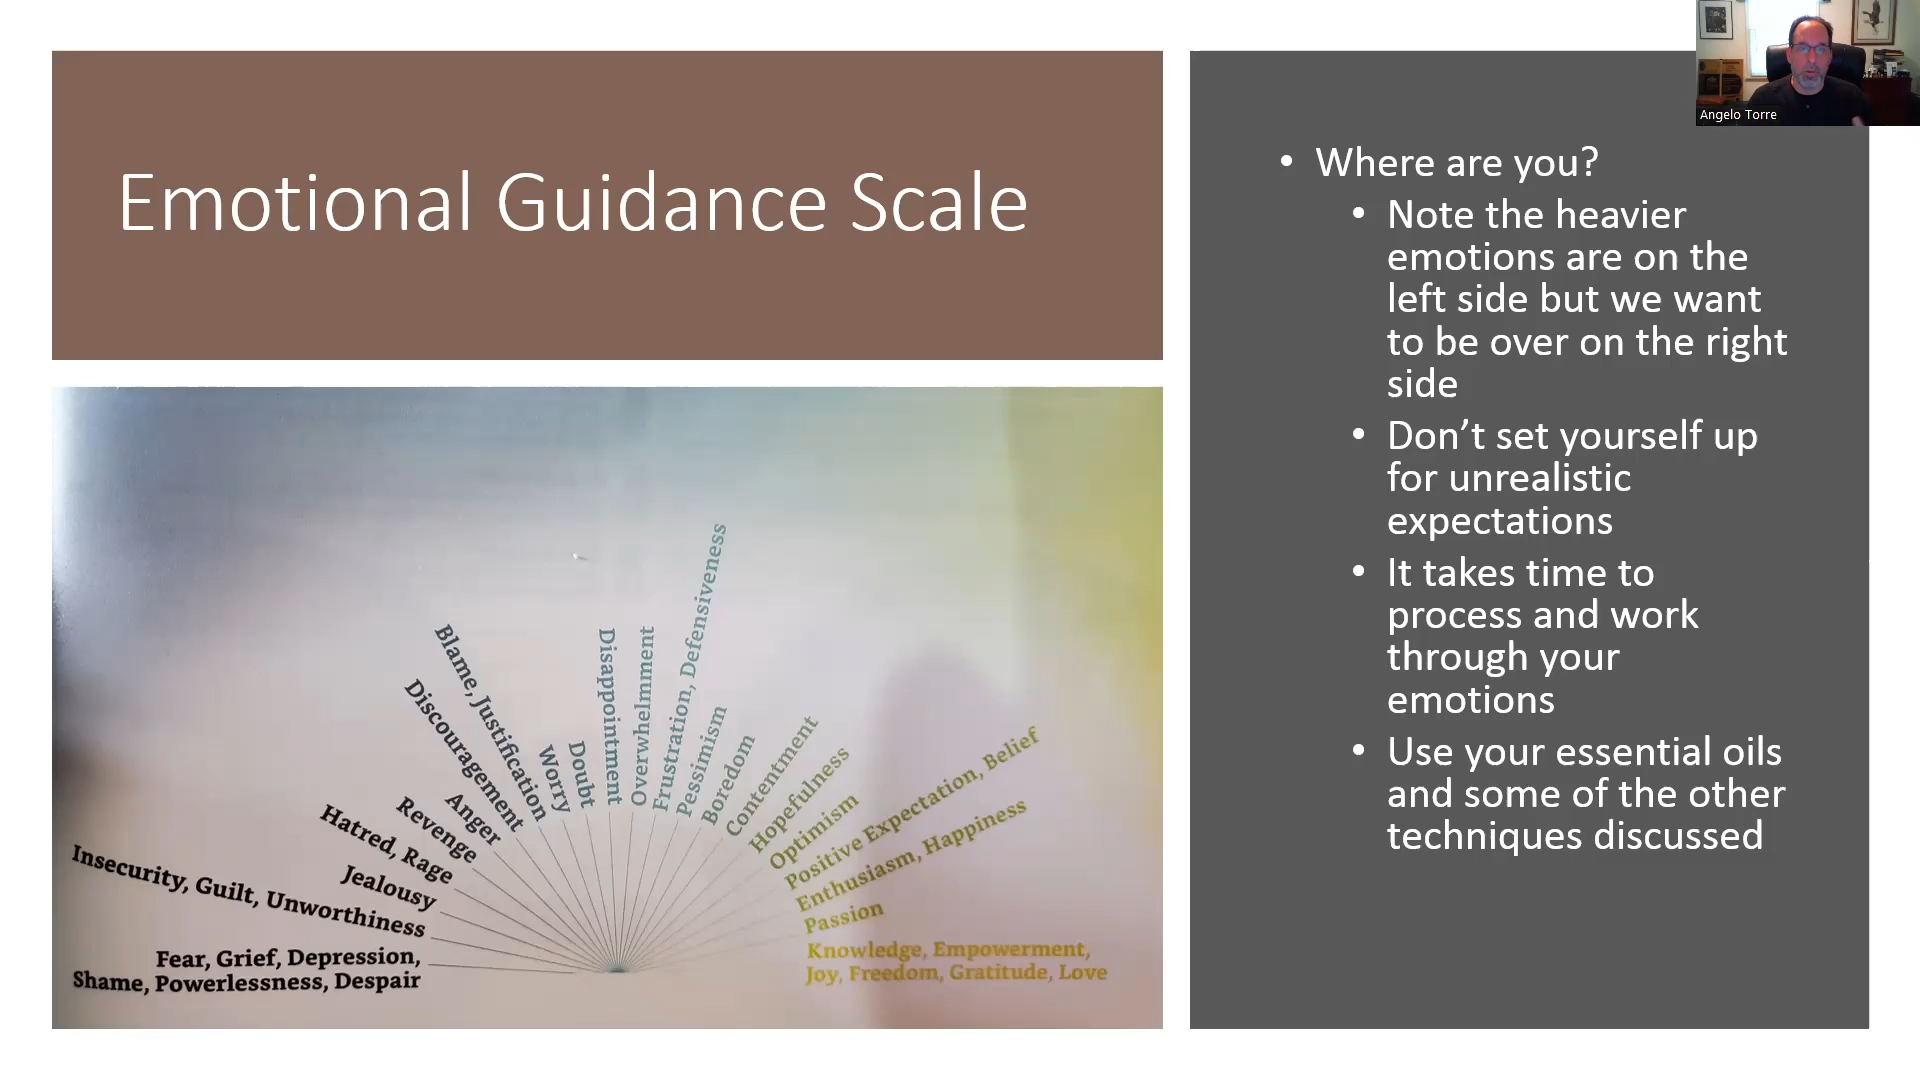 Emotional Guidance Scale
Fear, Grief, Depression,
Shame, Powerlessness, Despair
Insecurity, Guilt, Unworthiness
Jealousy
Hatred, Rage
Revenge
Anger
Discouragement
Blame, Justification
Worry
Doubt
Disappointment
Overwhelmment
Frustration, Defensiveness
Pessimism
Boredom
Contentment
Hopefulness
Optimism
Positive Expectation, Belief
Enthusiasm, Happiness
Passion
Knowledge, Empowerment,
Joy, Freedom, Gratitude, Love
Angelo Torre
• Where are you?
• Note the heavier
emotions are on the
left side but we want
to be over on the right
side
• Don’t set yourself up
for unrealistic
expectations
• It takes time to
process and work
through your
emotions
• Use your essential oils
and some of the other
techniques discussed